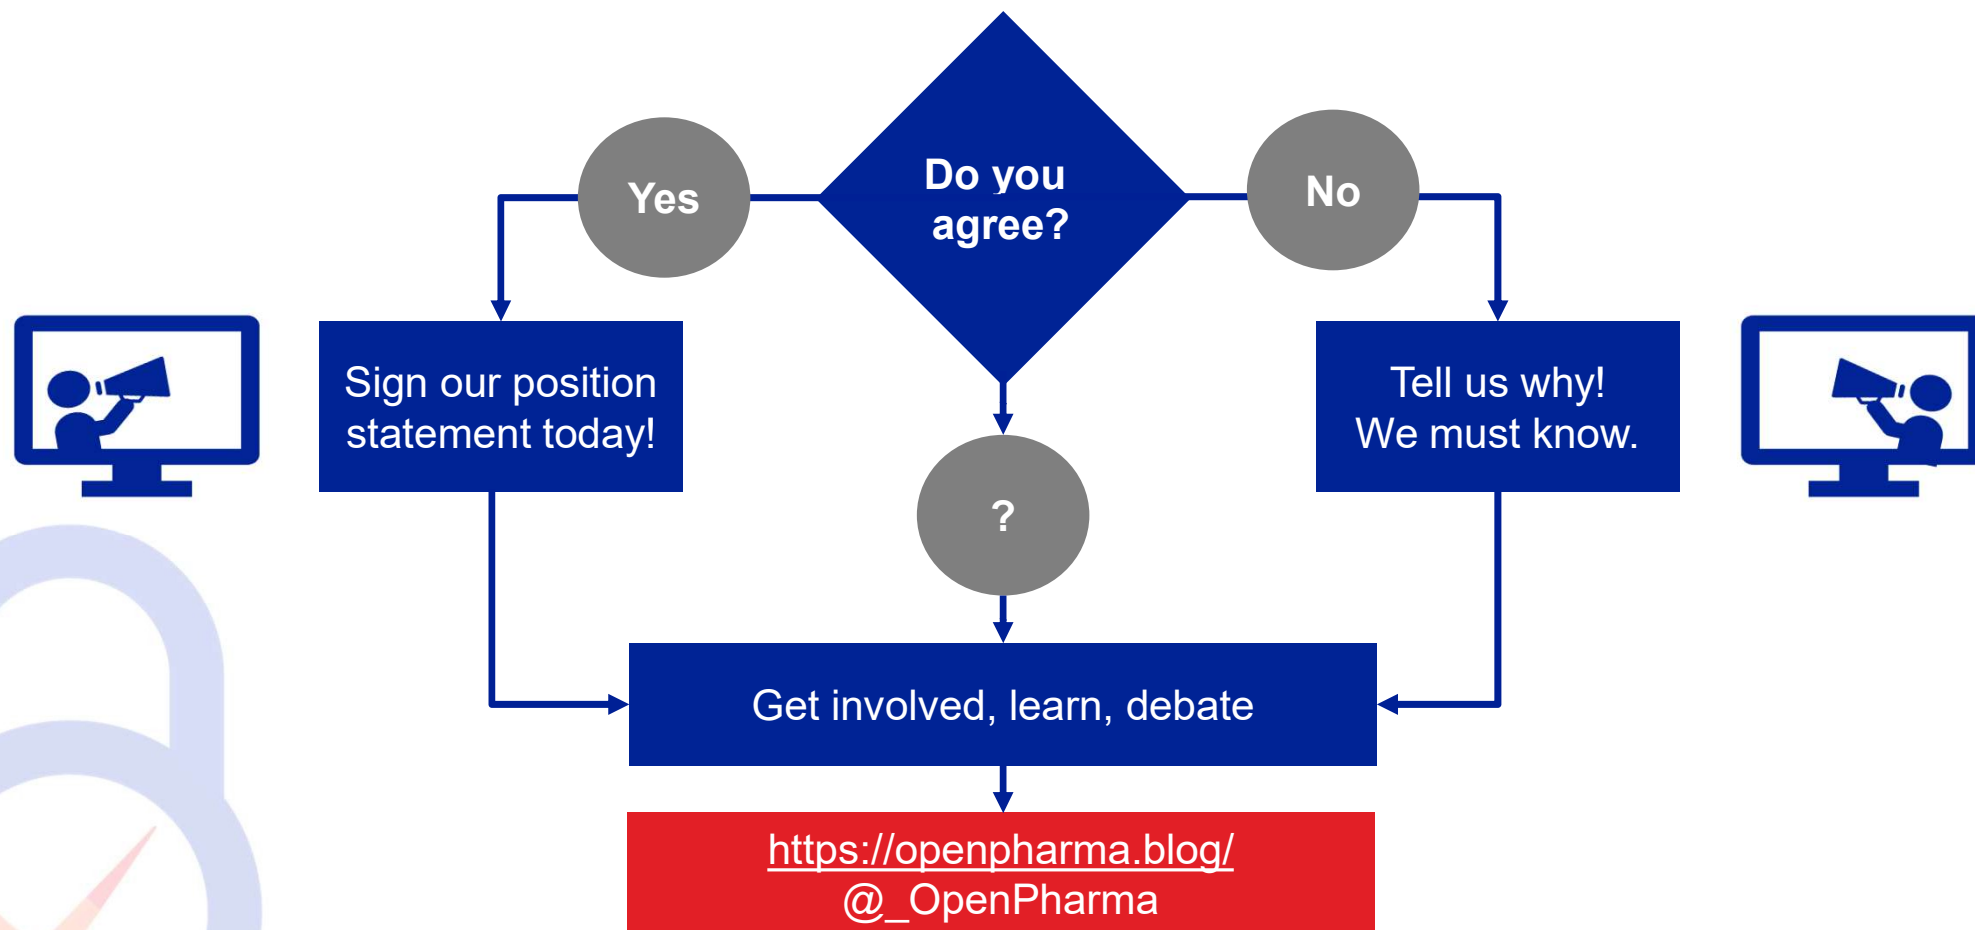 Do you
agree?
Yes
No
Sign our position
statement today!
Tell us why!
We must know.
?
Get involved, learn, debate
https://openpharma.blog/
@_OpenPharma